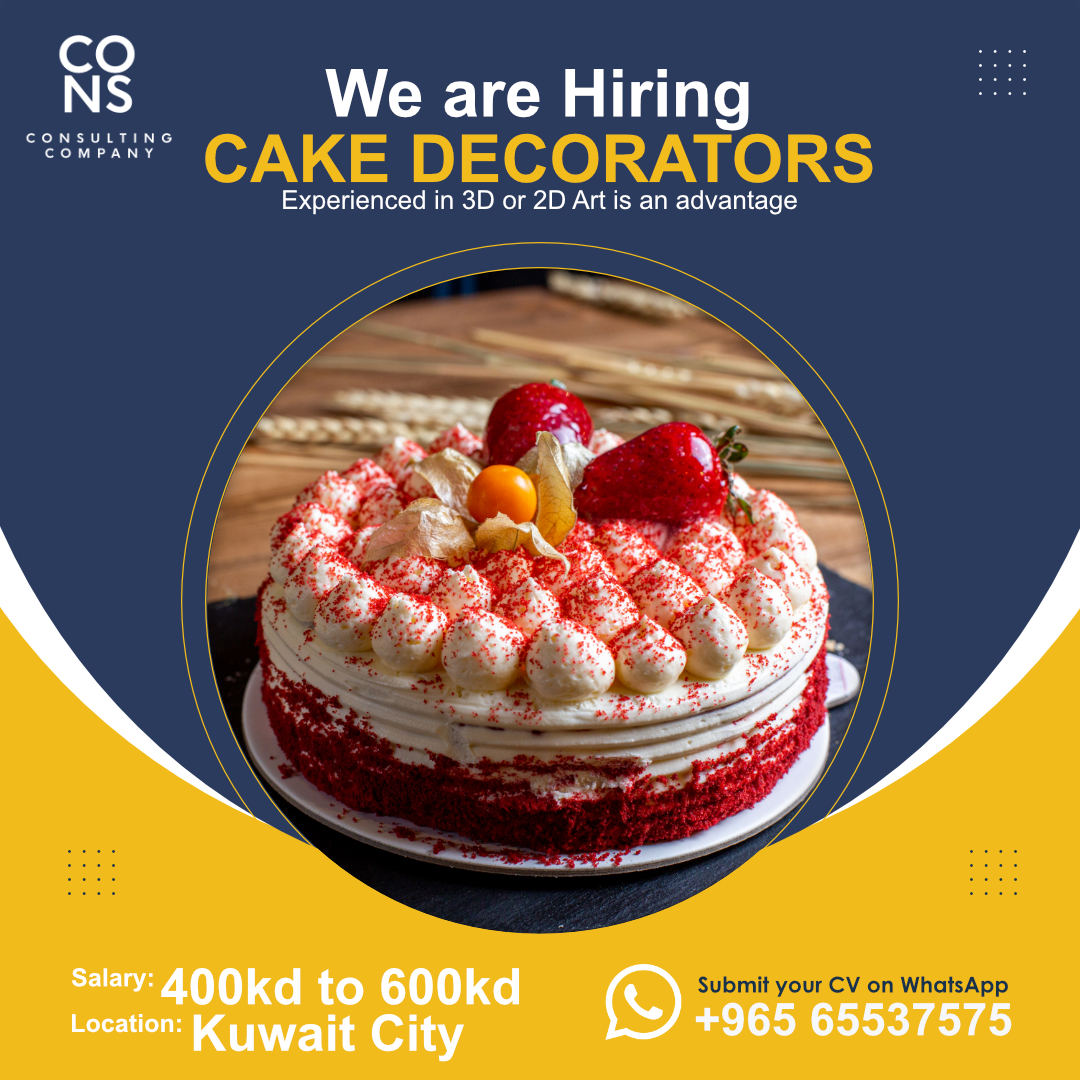 CO
NS
CONSULTING
COMPANY
We are Hiring
CAKE DECORATORS
Experienced in 3D or 2D Art is an advantage
Salary: 400kd to 600kd
Location: Kuwait City
Submit your CV on WhatsApp
+965 65537575